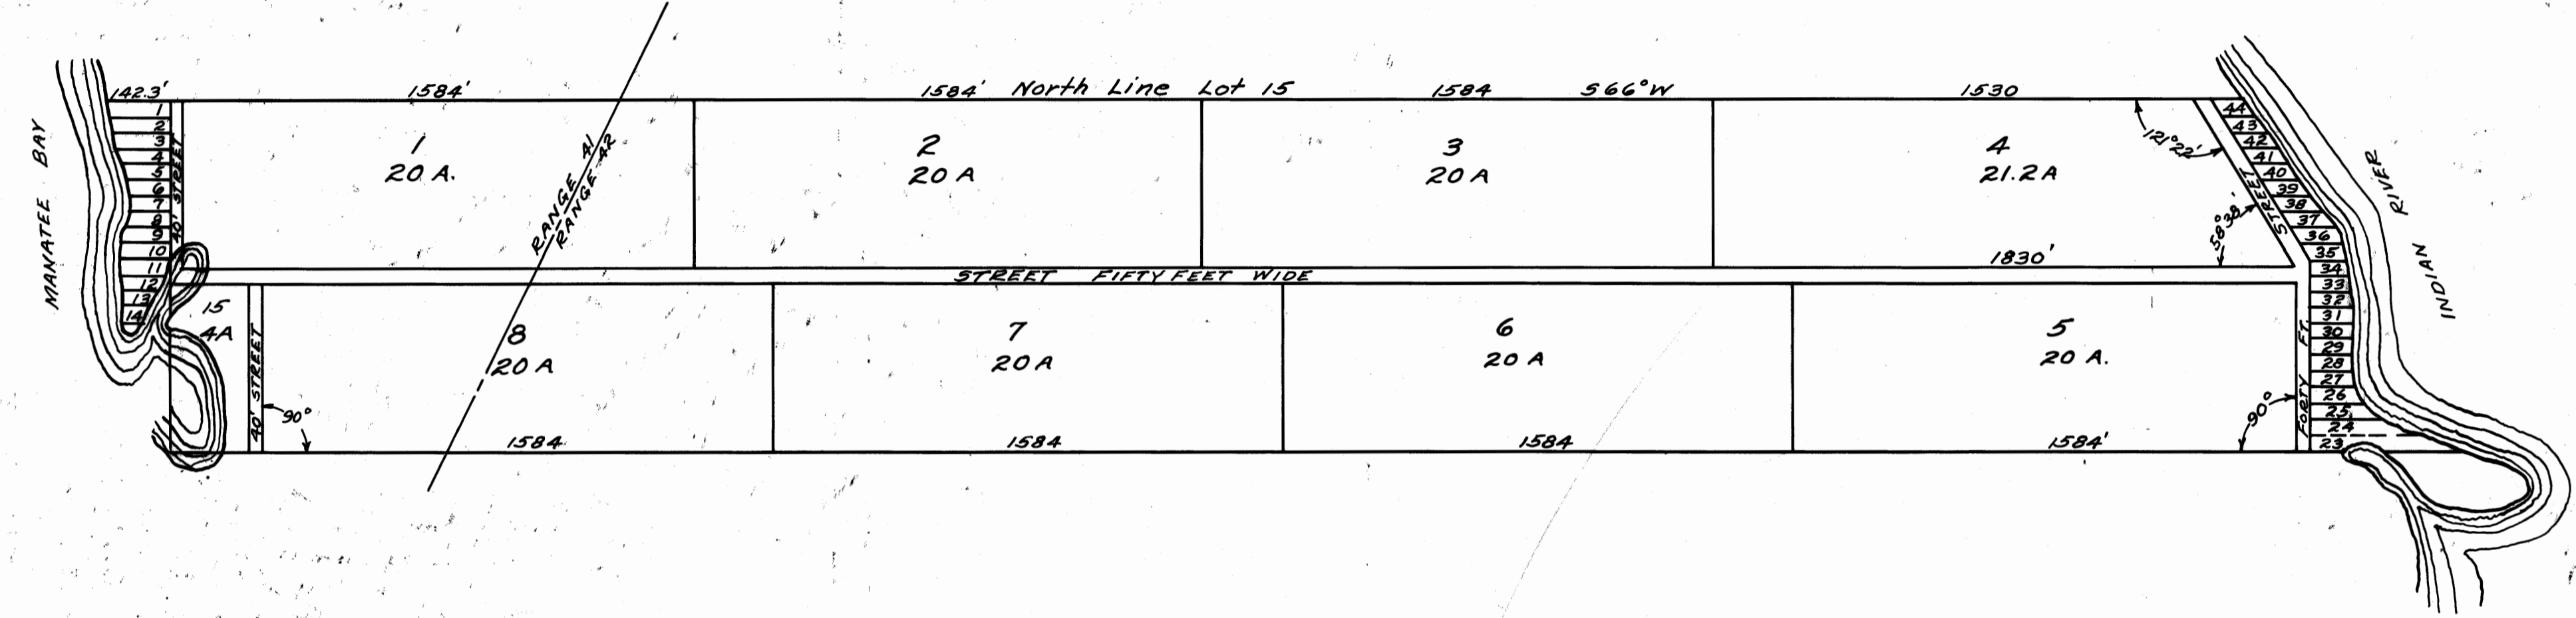 142.3'
1584'
1584' North Line Lot 15
1584
S66°W
1530
MANATEE BAY
1
2
3
4
5
6
7
8
9
10
11
12
13
14
40' STREET
1
20 A.
RANGE 41
RANGE 42
2
20 A
3
20 A
4
21.2 A
121°22'
58°38'
1830'
STREET
44
43
42
41
40
39
38
37
36
35
34
33
32
31
30
29
28
27
26
25
24
23
INDIAN RIVER
STREET FIFTY FEET WIDE
15
4A
40' STREET
90°
8
20 A
1584
7
20 A
1584
6
20 A
1584
5
20 A.
1584'
90°
FORTY FT.